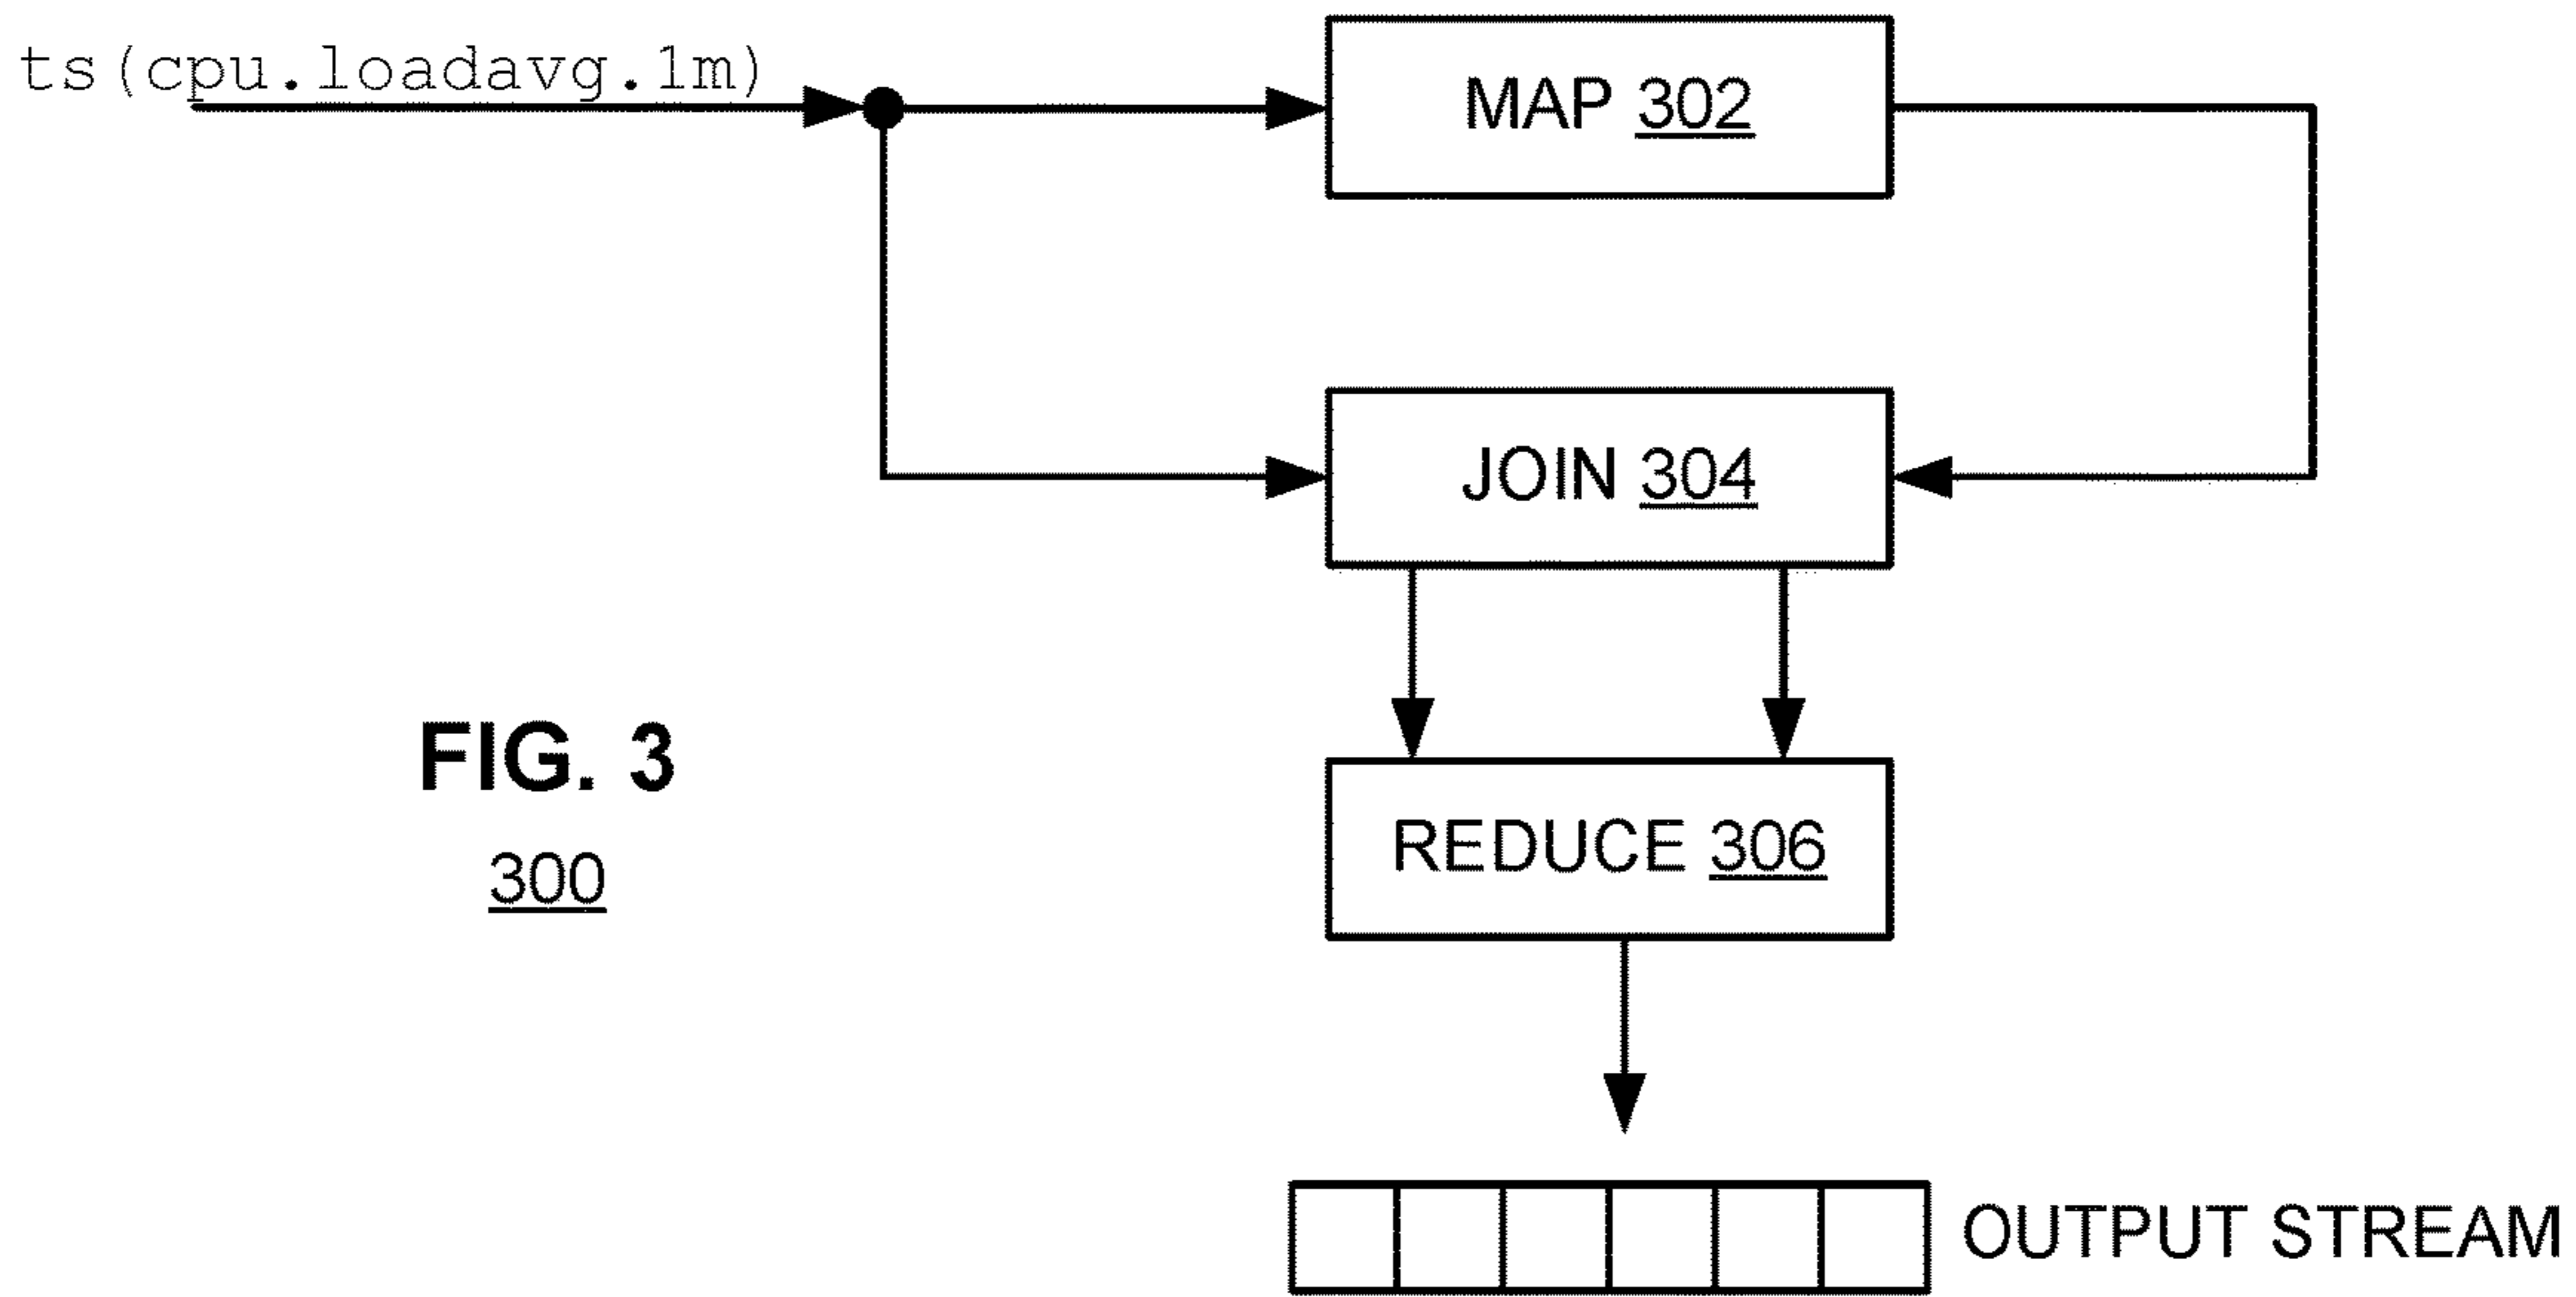 ts(cpu.loadavg.1m)
MAP 302
JOIN 304
FIG. 3
300
REDUCE 306
OUTPUT STREAM